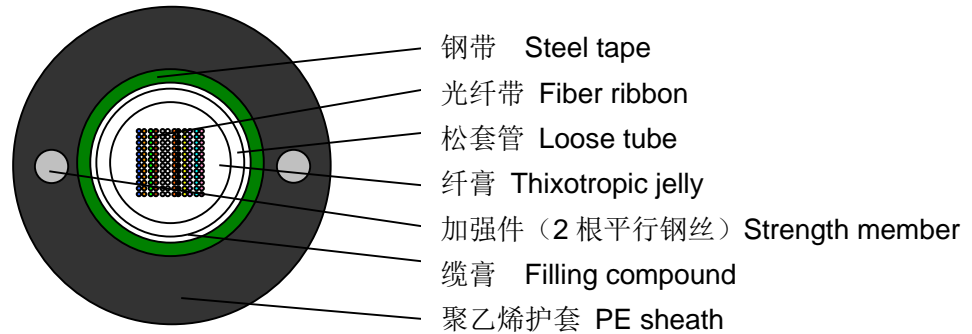 钢带 Steel tape
光纤带 Fiber ribbon
松套管 Loose tube
纤膏 Thixotropic jelly
加强件（2 根平行钢丝）Strength member
缆膏 Filling compound
聚乙烯护套 PE sheath